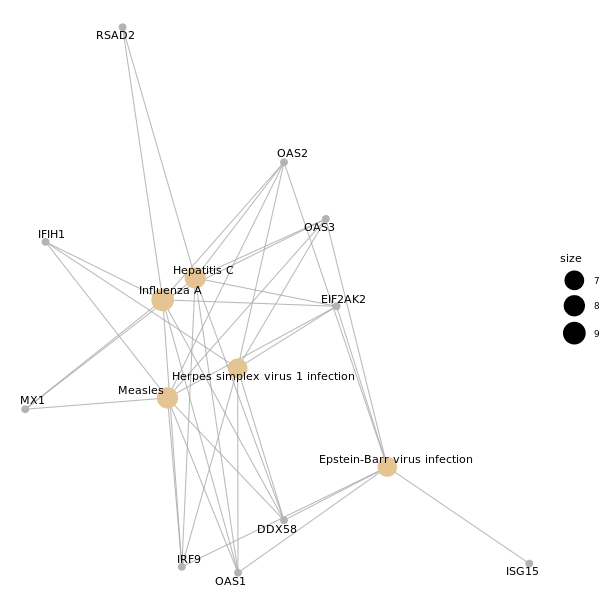 RSAD2
OAS2
OAS3
IFIH1
size
Hepatitis C
7
Influenza A
EIF2AK2
8
9
Herpes simplex virus 1 infection
Measles
MX1
Epstein-Barr virus infection
DDX58
IRF9
ISG15
OAS1